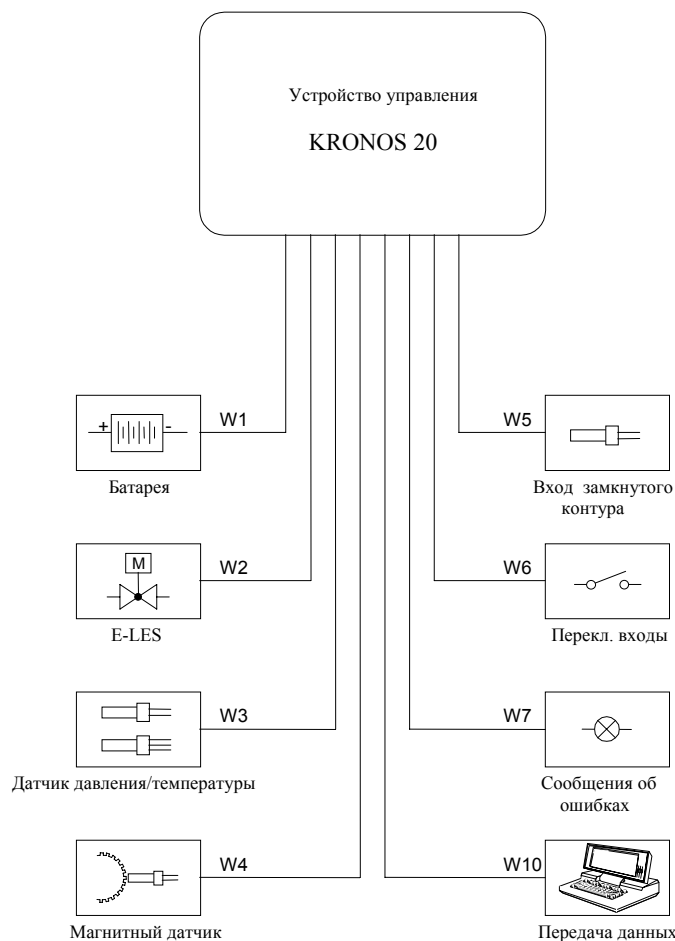 Устройство управления
KRONOS 20
W1
+ -
Батарея
W2
M
E-LES
W3
Датчик давления/температуры
W4
Магнитный датчик
W5
Вход замкнутого
контура
W6
Перекл. входы
W7
Сообщения об
ошибках
W10
Передача данных